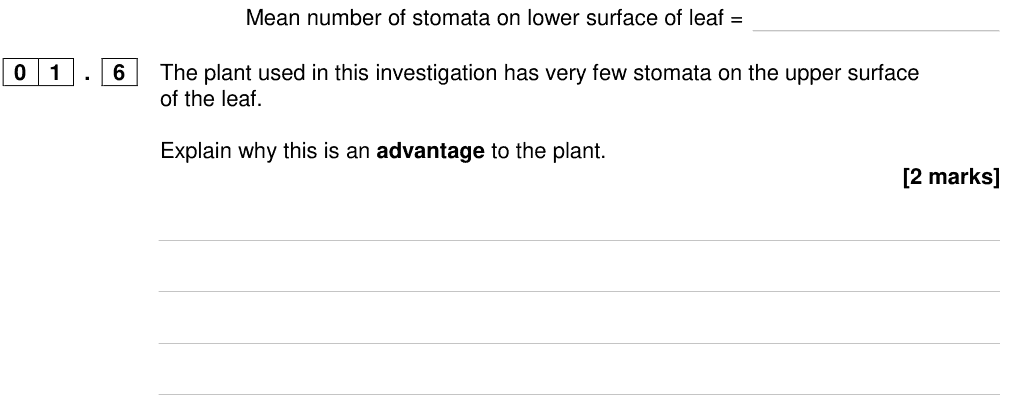 Mean number of stomata on lower surface of leaf =
0 1 . 6 The plant used in this investigation has very few stomata on the upper surface
of the leaf.
Explain why this is an advantage to the plant.
[2 marks]